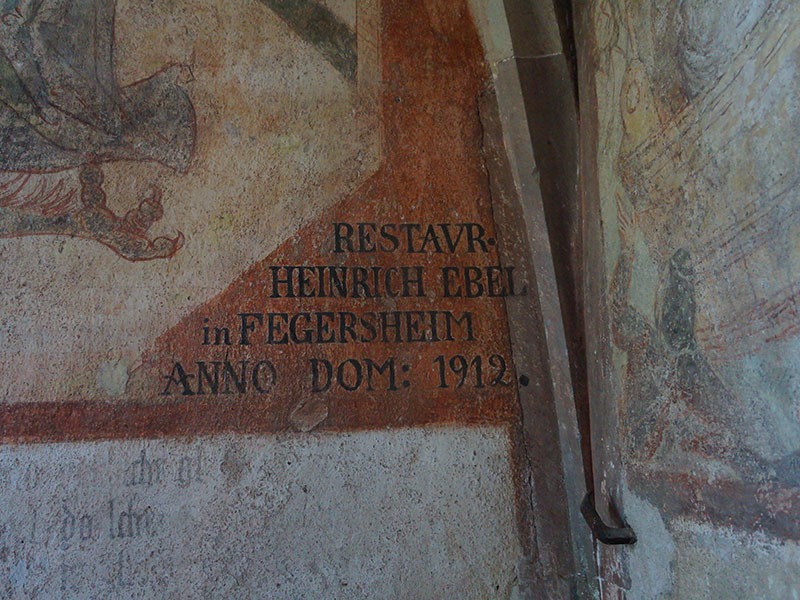 RESTAVR.
HEINRICH EBEL
in FEGERSHEIM
ANNO DOM: 1912.